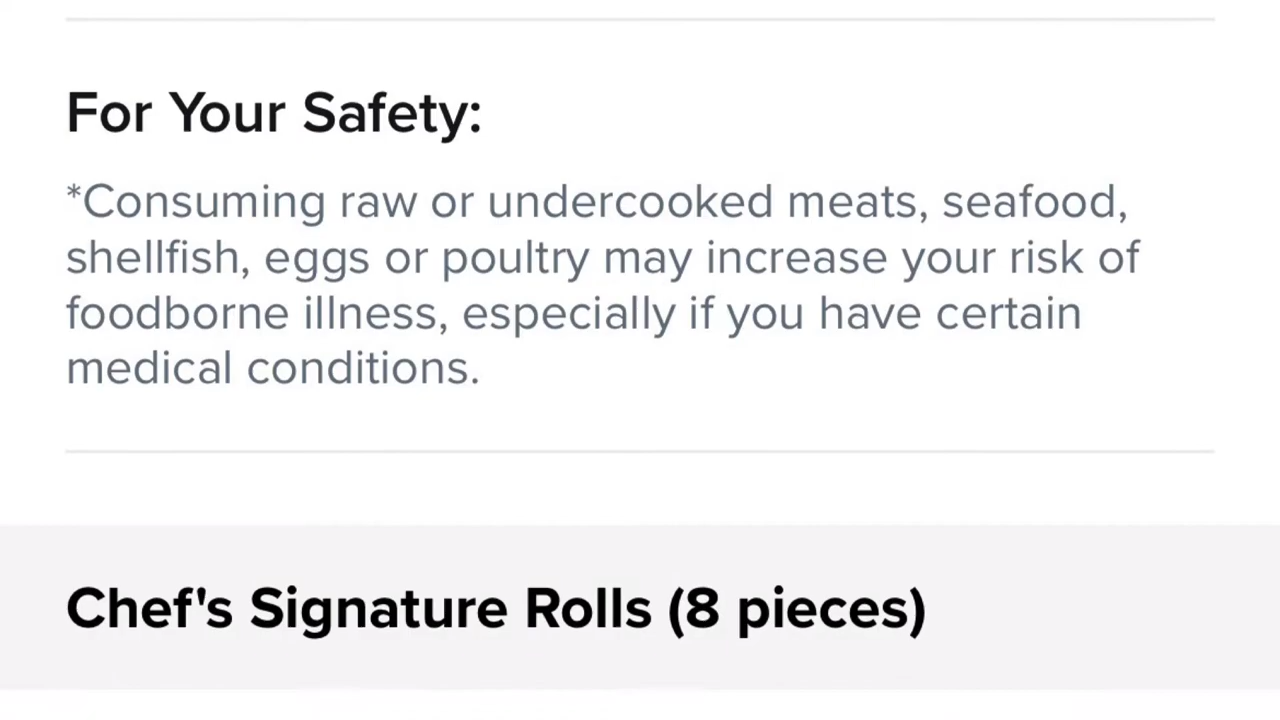 For Your Safety:
*Consuming raw or undercooked meats, seafood,
shellfish, eggs or poultry may increase your risk of
foodborne illness, especially if you have certain
medical conditions.
Chef's Signature Rolls (8 pieces)